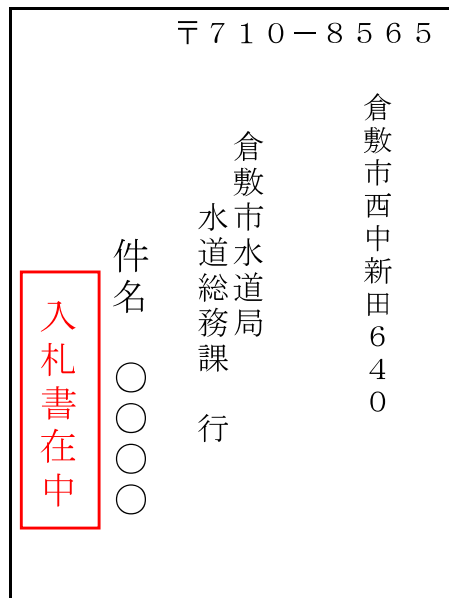 〒７１０－８５６５
倉敷市西中新田６４０
倉敷市水道局
水道総務課　行
件名　○○○○
入札書在中